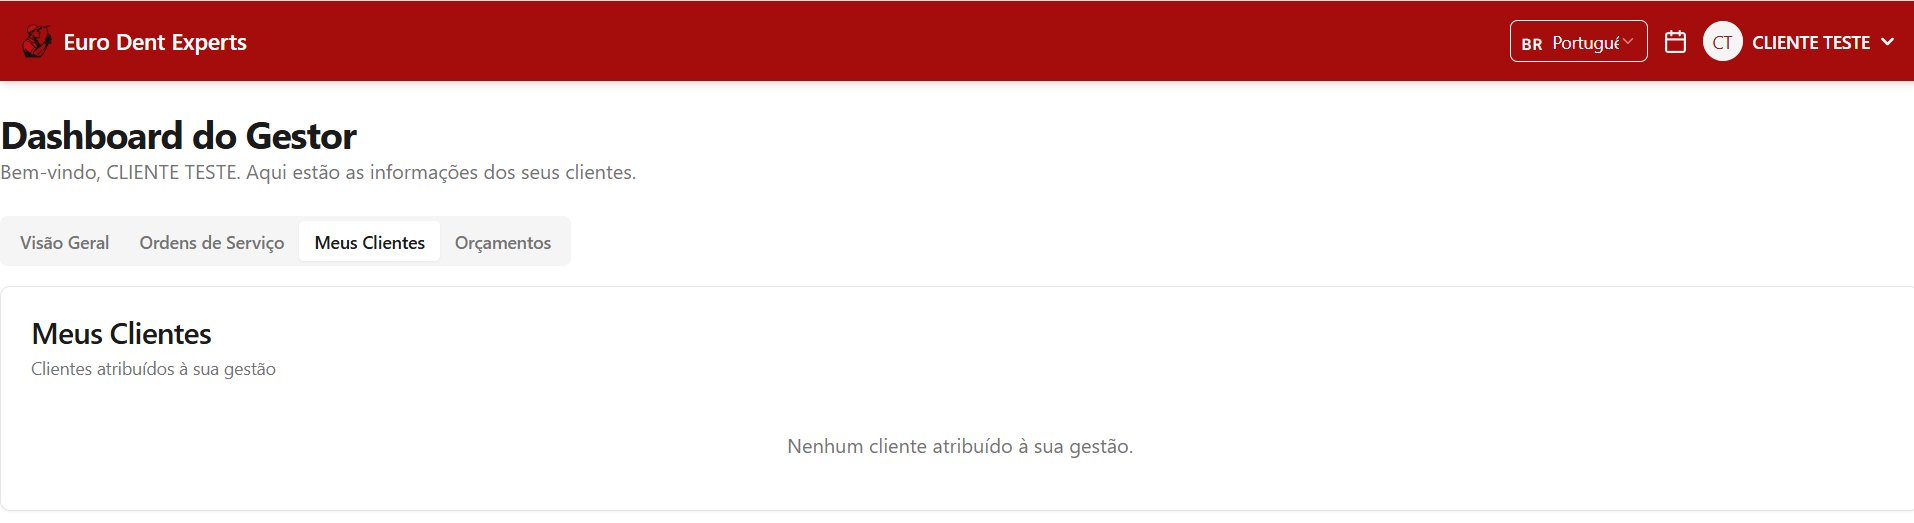 Euro Dent Experts
BR Portugu
CT CLIENTE TESTE
Dashboard do Gestor
Bem-vindo, CLIENTE TESTE. Aqui estão as informações dos seus clientes.
Visão Geral Ordens de Serviço Meus Clientes Orçamentos
Meus Clientes
Clientes atribuídos à sua gestão
Nenhum cliente atribuído à sua gestão.